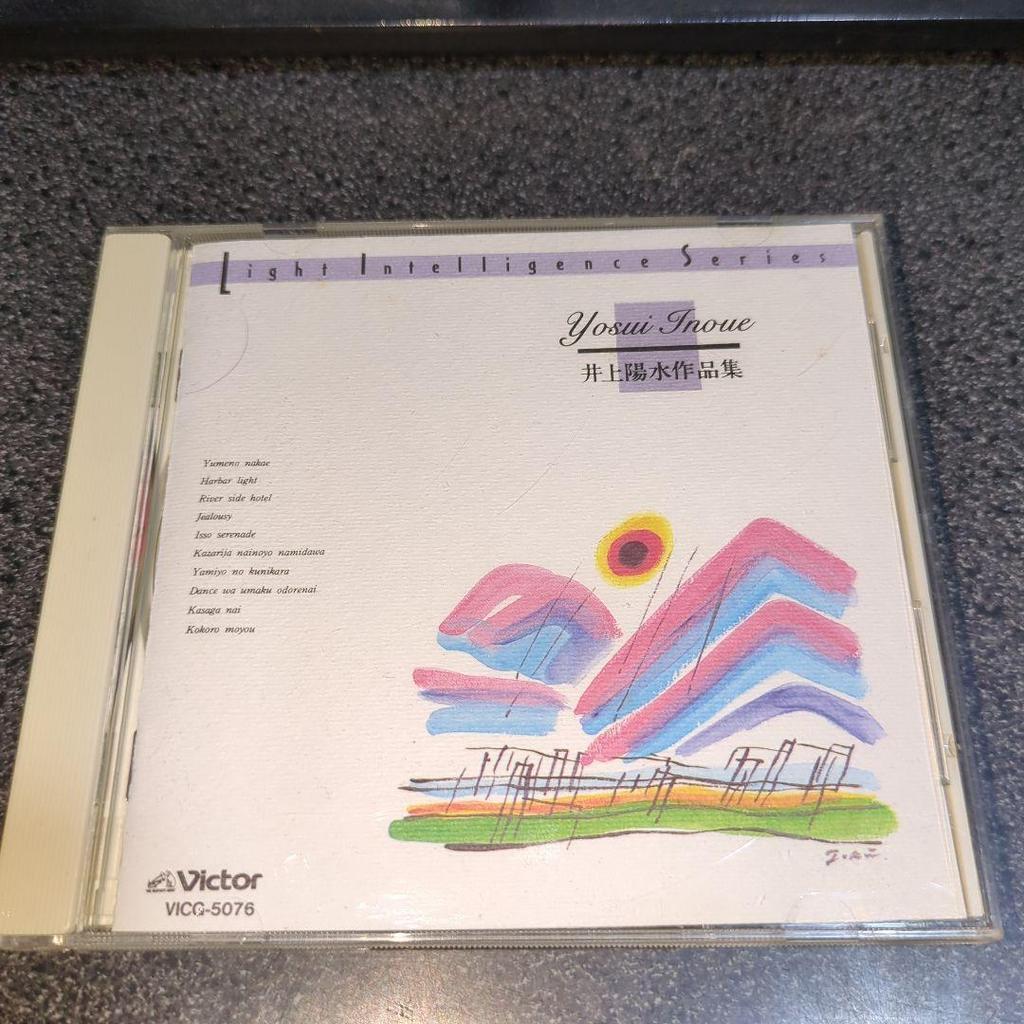 Light Intelligence Series
Yosui Inoue
井上陽水作品集
Yumeno nakae
Harbar light
River side hotel
Jealousy
Isso serenade
Kazarija nainoyo namidawa
Yamiyo no kunikara
Dance wa umaku odorenai
Kasaga nai
Kokoro moyou
Victor
VICG-5076